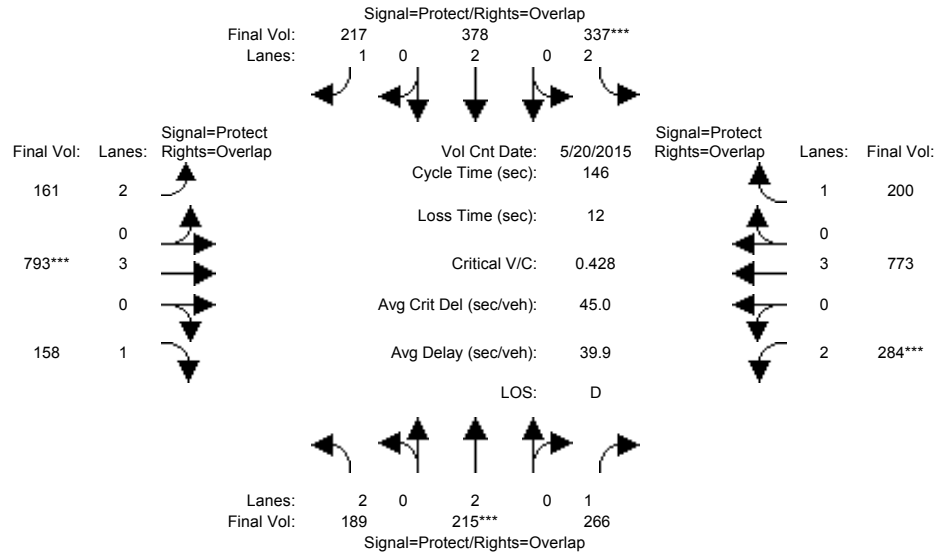 Signal=Protect/Rights=Overlap
Final Vol: 217 378 337***
Lanes: 1 0 2 0 2
Signal=Protect Signal=Protect
Final Vol: Lanes: Rights=Overlap Vol Cnt Date: 5/20/2015 Rights=Overlap Lanes: Final Vol:
Cycle Time (sec): 146
161 2 1 200
Loss Time (sec): 12
0 0
793*** 3 Critical V/C: 0.428 3 773
0 Avg Crit Del (sec/veh): 45.0 0
158 1 Avg Delay (sec/veh): 39.9 2 284***
LOS: D
Lanes: 2 0 2 0 1
Final Vol: 189 215*** 266
Signal=Protect/Rights=Overlap